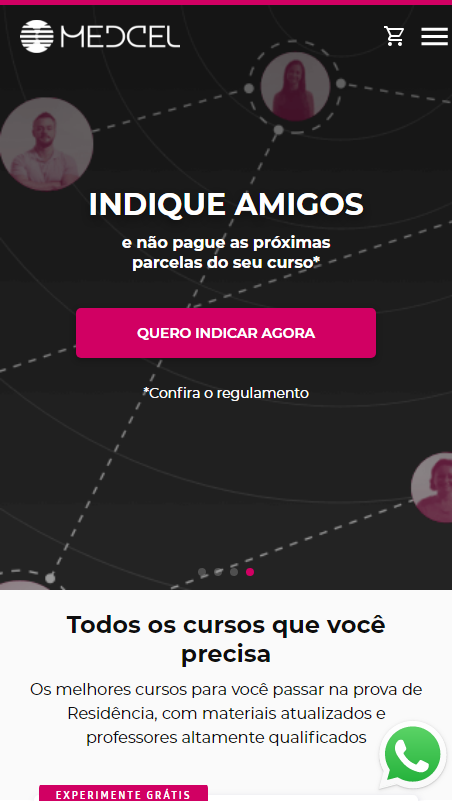 MEDCEL
INDIQUE AMIGOS
e não pague as próximas
parcelas do seu curso*
QUERO INDICAR AGORA
*Confira o regulamento
Todos os cursos que você
precisa
Os melhores cursos para você passar na prova de
Residência, com materiais atualizados e
professores altamente qualificados
EXPERIMENTE GRÁTIS